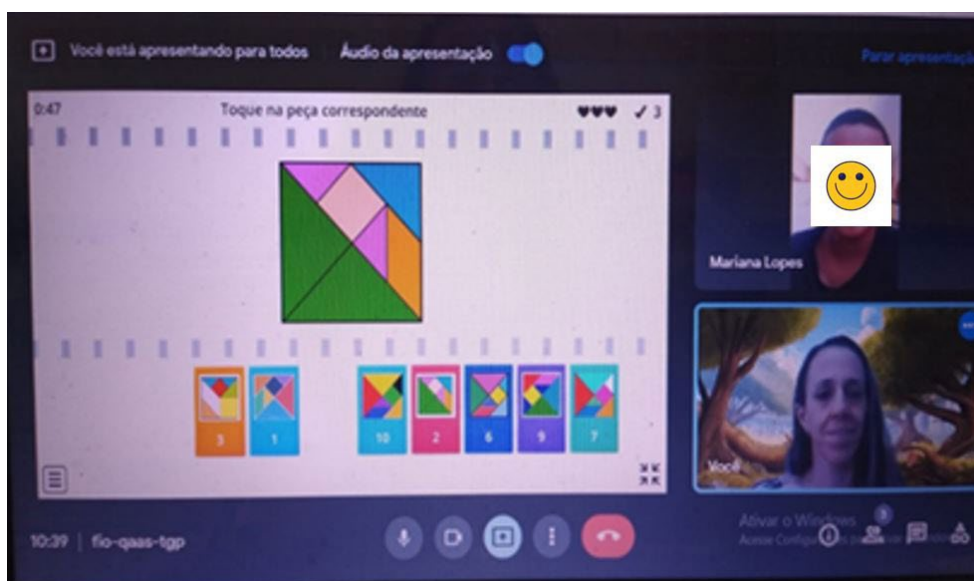 Você está apresentando para todos
Áudio da apresentação
Parar apresentação
0:47
Toque na peça correspondente
3
Mariana Lopes
3
1
10
2
6
9
7
Você
10:39
fio-qaas-tgp
Ativar o Windows
3